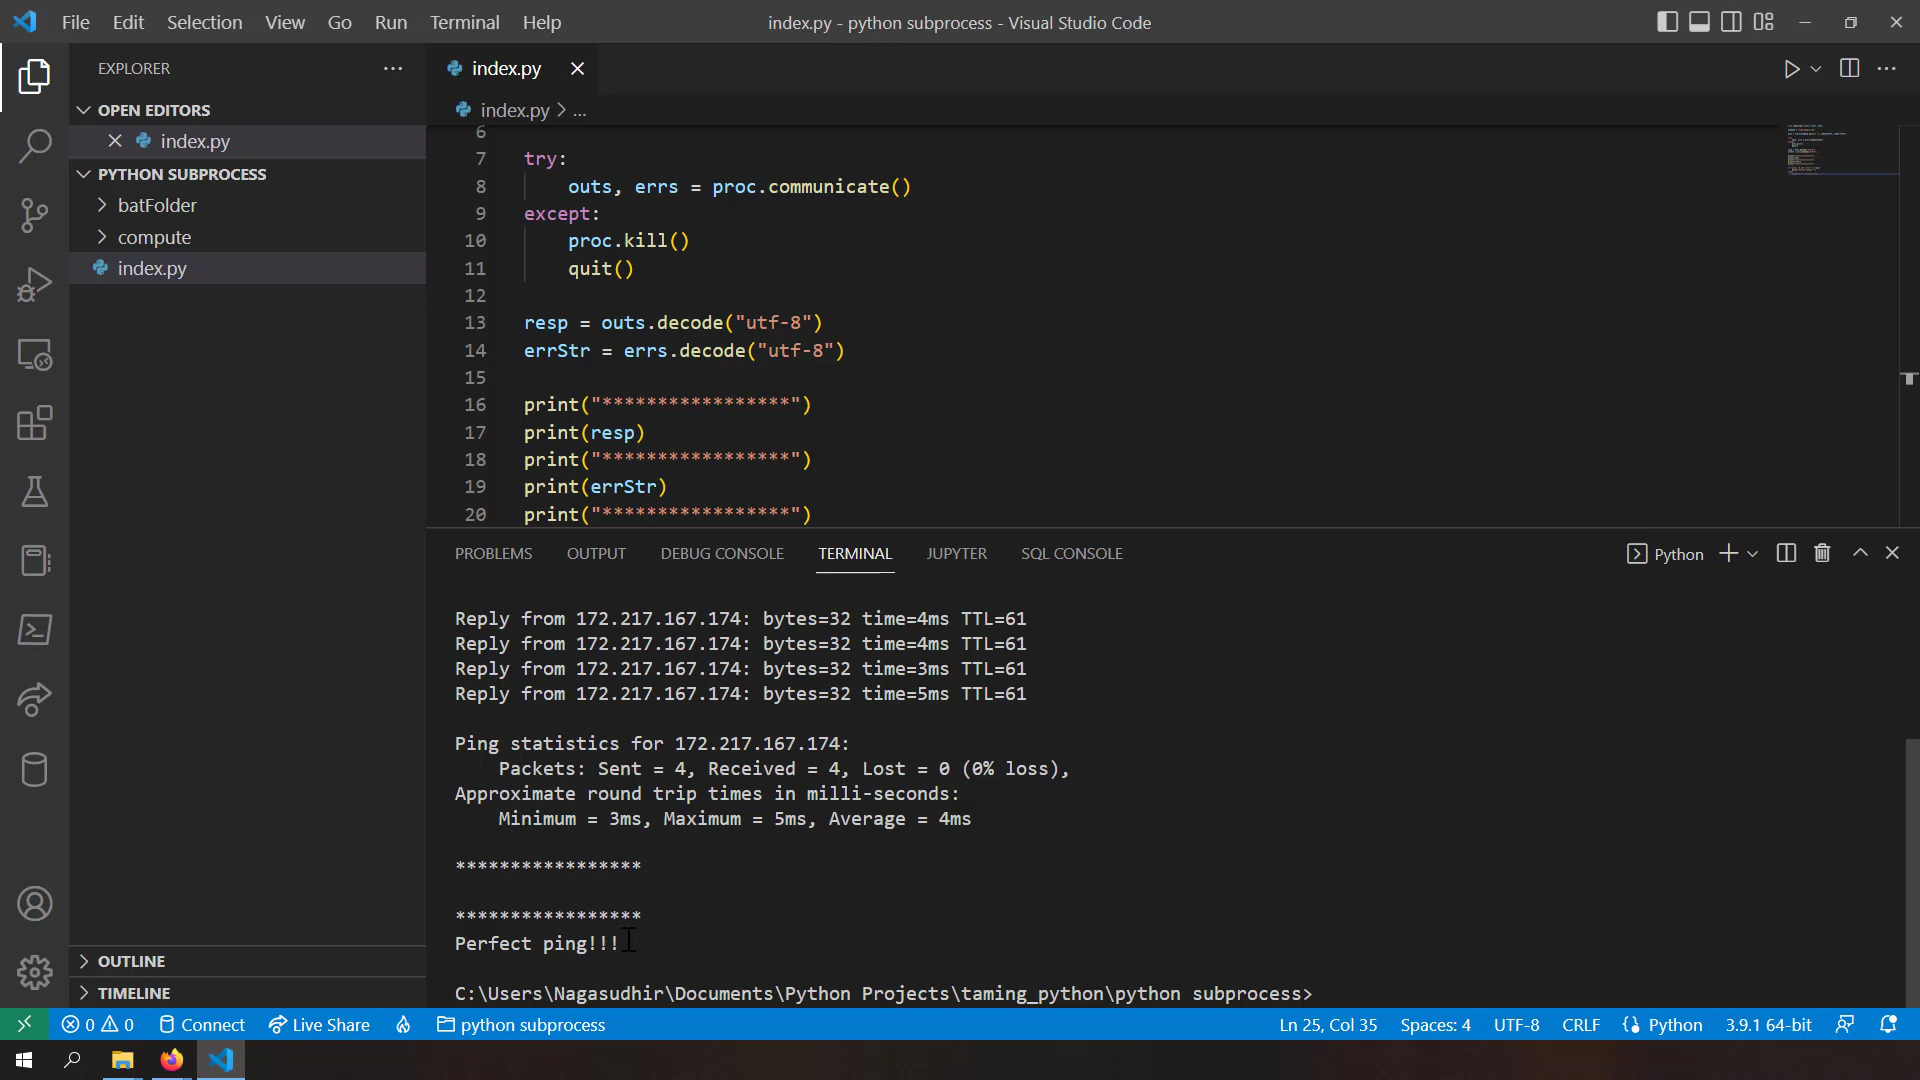 File Edit Selection View Go Run Terminal Help
index.py - python subprocess - Visual Studio Code
EXPLORER
OPEN EDITORS
index.py
PYTHON SUBPROCESS
batFolder
compute
index.py
OUTLINE
TIMELINE
index.py
index.py > ...
6
7 try:
8 outs, errs = proc.communicate()
9 except:
10 proc.kill()
11 quit()
12
13 resp = outs.decode("utf-8")
14 errStr = errs.decode("utf-8")
15
16 print("*****************")
17 print(resp)
18 print("*****************")
19 print(errStr)
20 print("*****************")
PROBLEMS OUTPUT DEBUG CONSOLE TERMINAL JUPYTER SQL CONSOLE
Python
Reply from 172.217.167.174: bytes=32 time=4ms TTL=61
Reply from 172.217.167.174: bytes=32 time=4ms TTL=61
Reply from 172.217.167.174: bytes=32 time=3ms TTL=61
Reply from 172.217.167.174: bytes=32 time=5ms TTL=61
Ping statistics for 172.217.167.174:
Packets: Sent = 4, Received = 4, Lost = 0 (0% loss),
Approximate round trip times in milli-seconds:
Minimum = 3ms, Maximum = 5ms, Average = 4ms
*****************
*****************
Perfect ping!!!
C:\Users\Nagasudhir\Documents\Python Projects\taming_python\python subprocess>
0 0 Connect Live Share python subprocess
Ln 25, Col 35 Spaces: 4 UTF-8 CRLF Python 3.9.1 64-bit